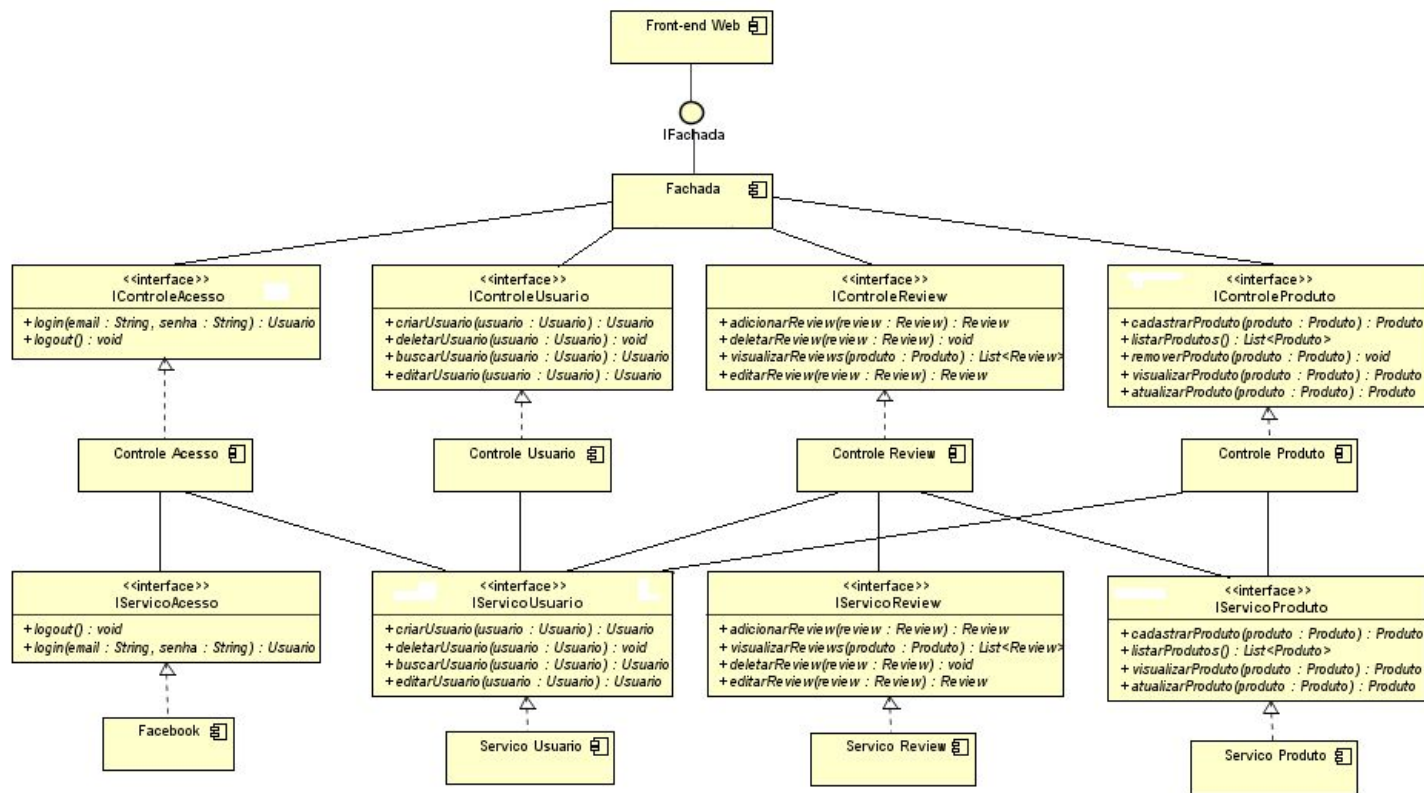 Front-end Web
IFachada
Fachada
<<interface>>
IControleAcesso
+ login(email : String, senha : String) : Usuario
+ logout() : void
<<interface>>
IControleUsuario
+ criarUsuario(usuario : Usuario) : Usuario
+ deletarUsuario(usuario : Usuario) : void
+ buscarUsuario(usuario : Usuario) : Usuario
+ editarUsuario(usuario : Usuario) : Usuario
<<interface>>
IControleReview
+ adicionarReview(review : Review) : Review
+ deletarReview(review : Review) : void
+ visualizarReviews(produto : Produto) : List<Review>
+ editarReview(review : Review) : Review
<<interface>>
IControleProduto
+ cadastrarProduto(produto : Produto) : Produto
+ listarProdutos() : List<Produto>
+ removerProduto(produto : Produto) : void
+ visualizarProduto(produto : Produto) : Produto
+ atualizarProduto(produto : Produto) : Produto
Controle Acesso
Controle Usuario
Controle Review
Controle Produto
<<interface>>
IServicoAcesso
+ logout() : void
+ login(email : String, senha : String) : Usuario
<<interface>>
IServicoUsuario
+ criarUsuario(usuario : Usuario) : Usuario
+ deletarUsuario(usuario : Usuario) : void
+ buscarUsuario(usuario : Usuario) : Usuario
+ editarUsuario(usuario : Usuario) : Usuario
<<interface>>
IServicoReview
+ adicionarReview(review : Review) : Review
+ visualizarReviews(produto : Produto) : List<Review>
+ deletarReview(review : Review) : void
+ editarReview(review : Review) : Review
<<interface>>
IServicoProduto
+ cadastrarProduto(produto : Produto) : Produto
+ listarProdutos() : List<Produto>
+ visualizarProduto(produto : Produto) : Produto
+ atualizarProduto(produto : Produto) : Produto
Facebook
Servico Usuario
Servico Review
Servico Produto